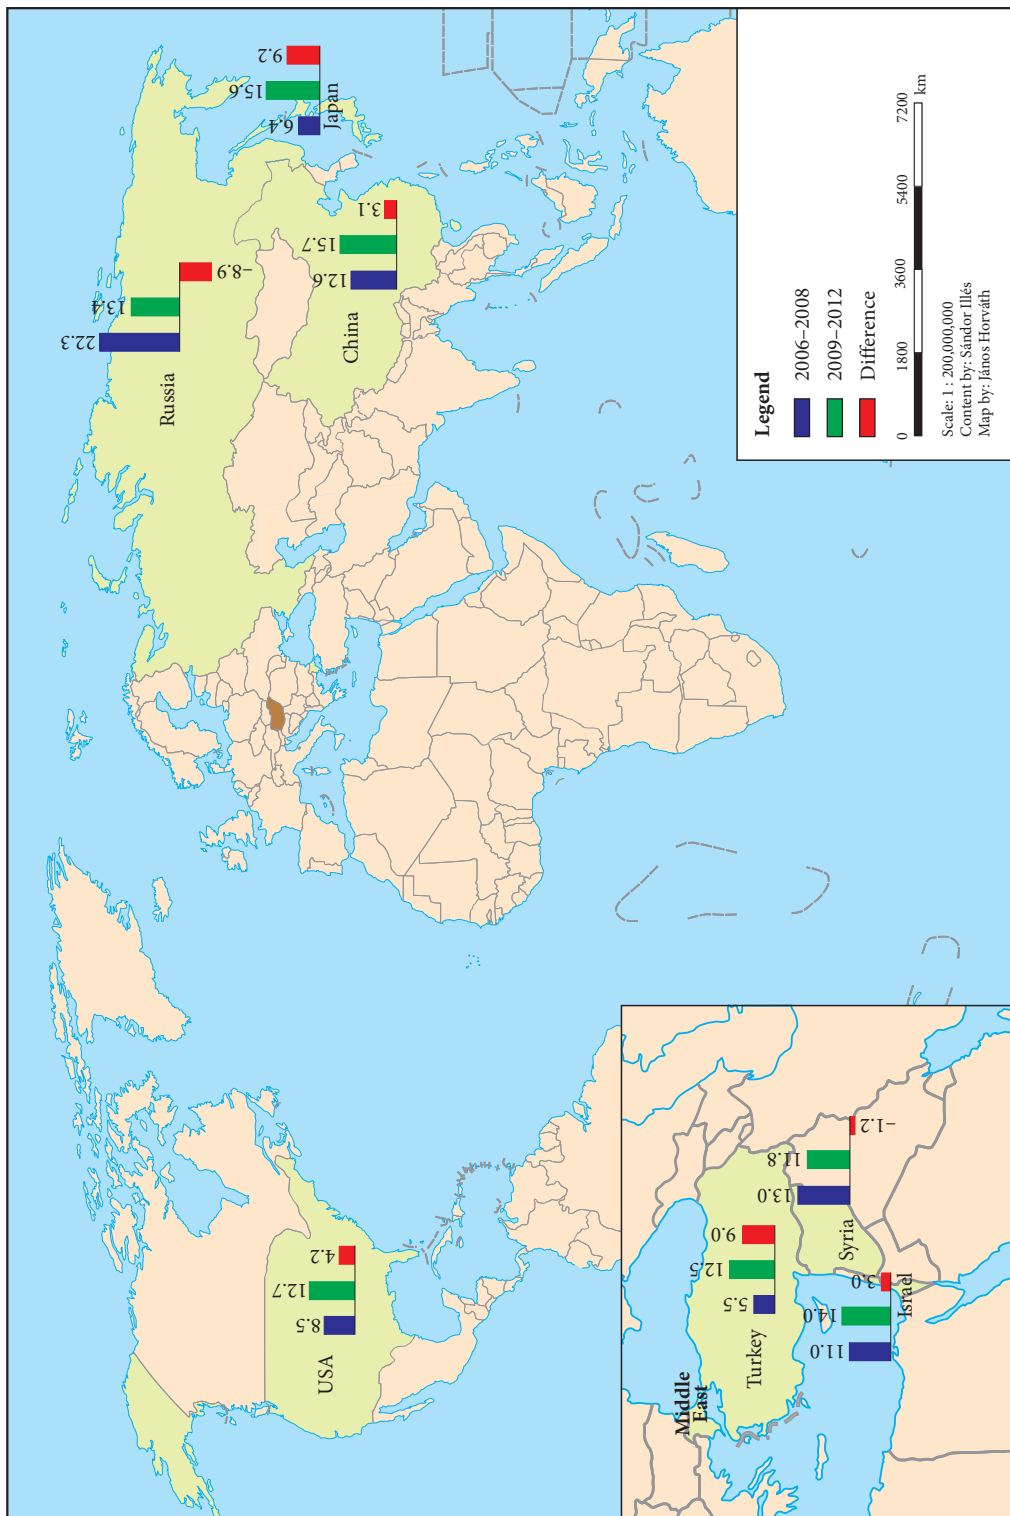 Russia
22.3
13.4
−8.9
Japan
6.4
15.6
9.2
China
12.6
15.7
3.1
USA
8.5
12.7
4.2
Middle
East
Turkey
5.5
12.5
9.0
Syria
13.0
11.8
−1.2
Israel
11.0
14.0
3.0
Legend
2006–2008
2009–2012
Difference
0 1800 3600 5400 7200
km
Scale: 1 : 200,000,000
Content by: Sándor Illés
Map by: János Horváth